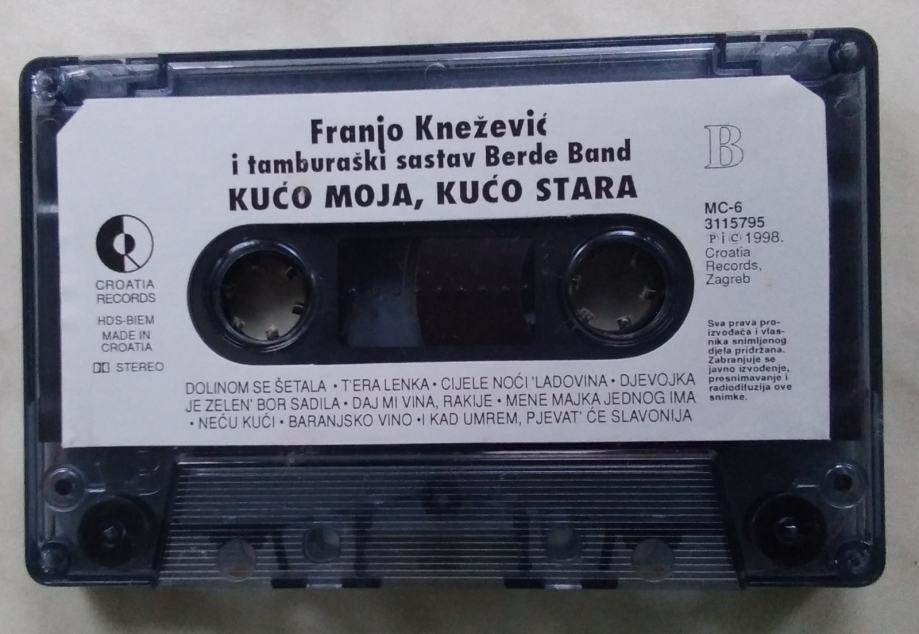 Franjo Knežević
i tamburaški sastav Berde Band
KUĆO MOJA, KUĆO STARA
B
MC-6
3115795
Ⓟ i Ⓒ 1998.
Croatia
Records,
Zagreb
CROATIA
RECORDS
HDS-BIEM
MADE IN
CROATIA
STEREO
Sva prava pro-
izvođača i vlas-
nika snimljenog
djela pridržana.
Zabranjuje se
javno izvođenje,
presnimavanje i
radiodifuzija ove
snimke.
DOLINOM SE ŠETALA • T'ERA LENKA • CIJELE NOĆI 'LADOVINA • DJEVOJKA
JE ZELEN' BOR SADILA • DAJ MI VINA, RAKIJE • MENE MAJKA JEDNOG IMA
• NEĆU KUĆI • BARANJSKO VINO •I KAD UMREM, PJEVAT' ĆE SLAVONIJA